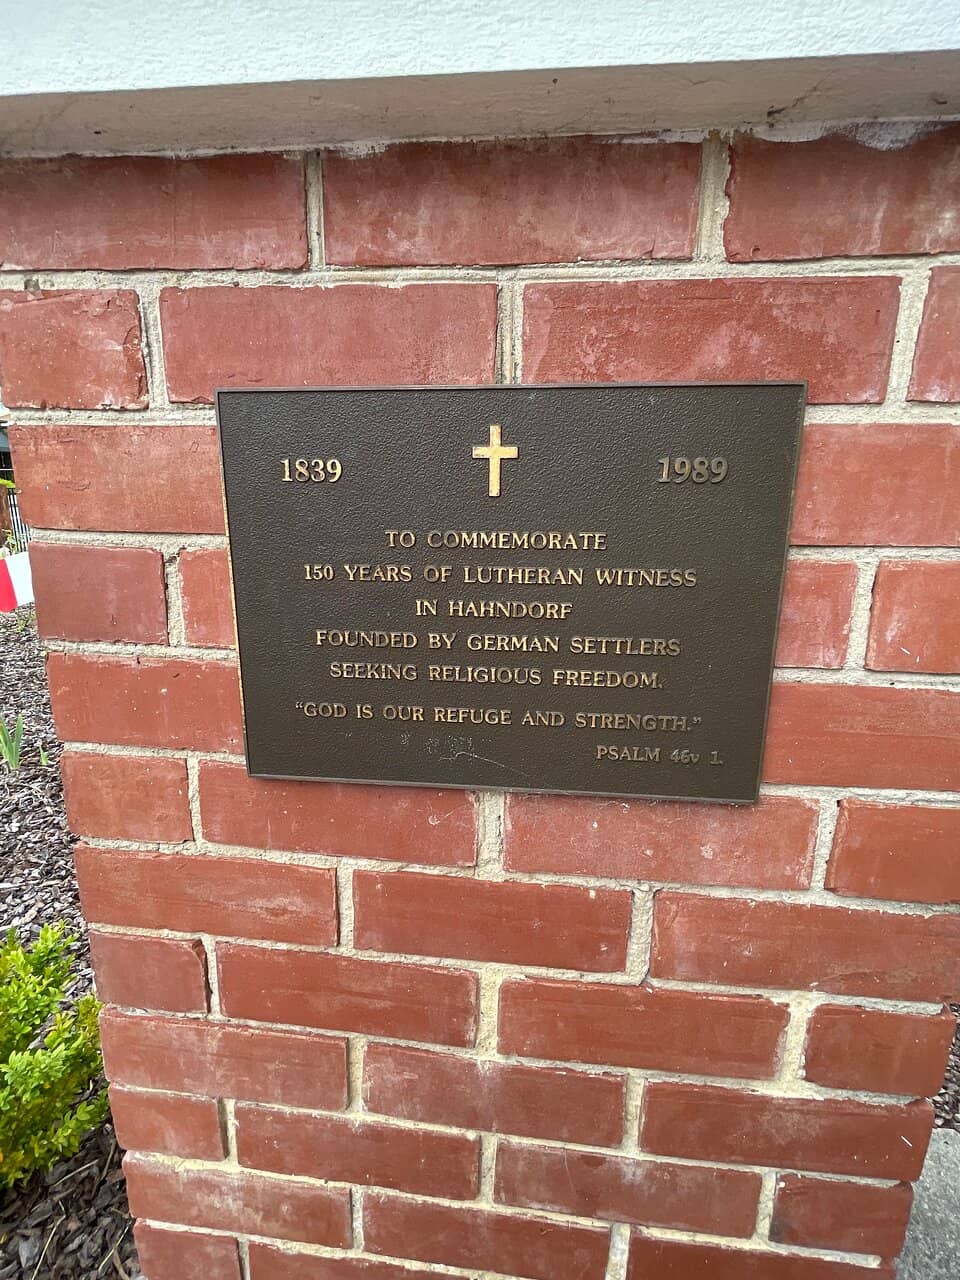 1839 1989
TO COMMEMORATE
150 YEARS OF LUTHERAN WITNESS
IN HAHNDORF
FOUNDED BY GERMAN SETTLERS
SEEKING RELIGIOUS FREEDOM.
"GOD IS OUR REFUGE AND STRENGTH."
PSALM 46v 1.